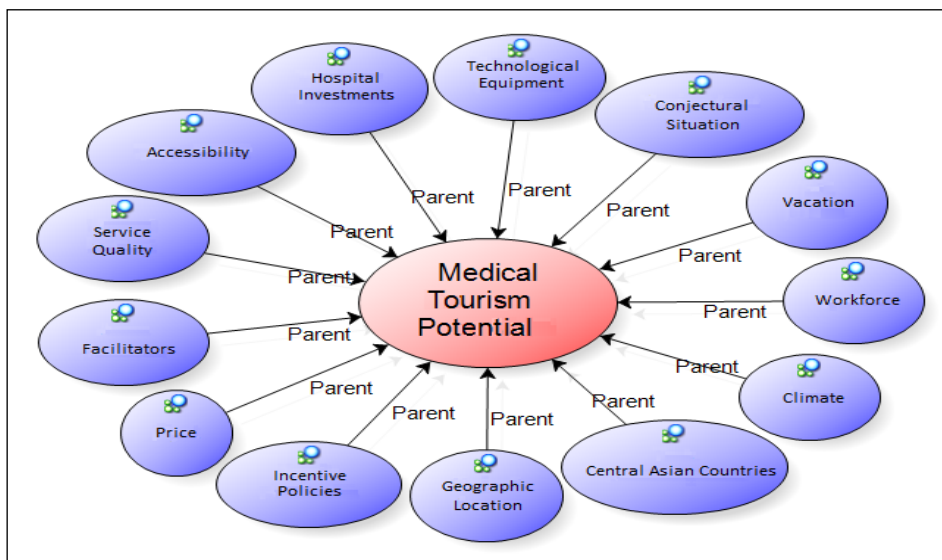 Hospital
Investments
Technological
Equipment
Conjectural
Situation
Accessibility
Vacation
Service
Quality
Workforce
Facilitators
Climate
Price
Incentive
Policies
Geographic
Location
Central Asian Countries
Medical
Tourism
Potential
Parent
Parent
Parent
Parent
Parent
Parent
Parent
Parent
Parent
Parent
Parent
Parent
Parent